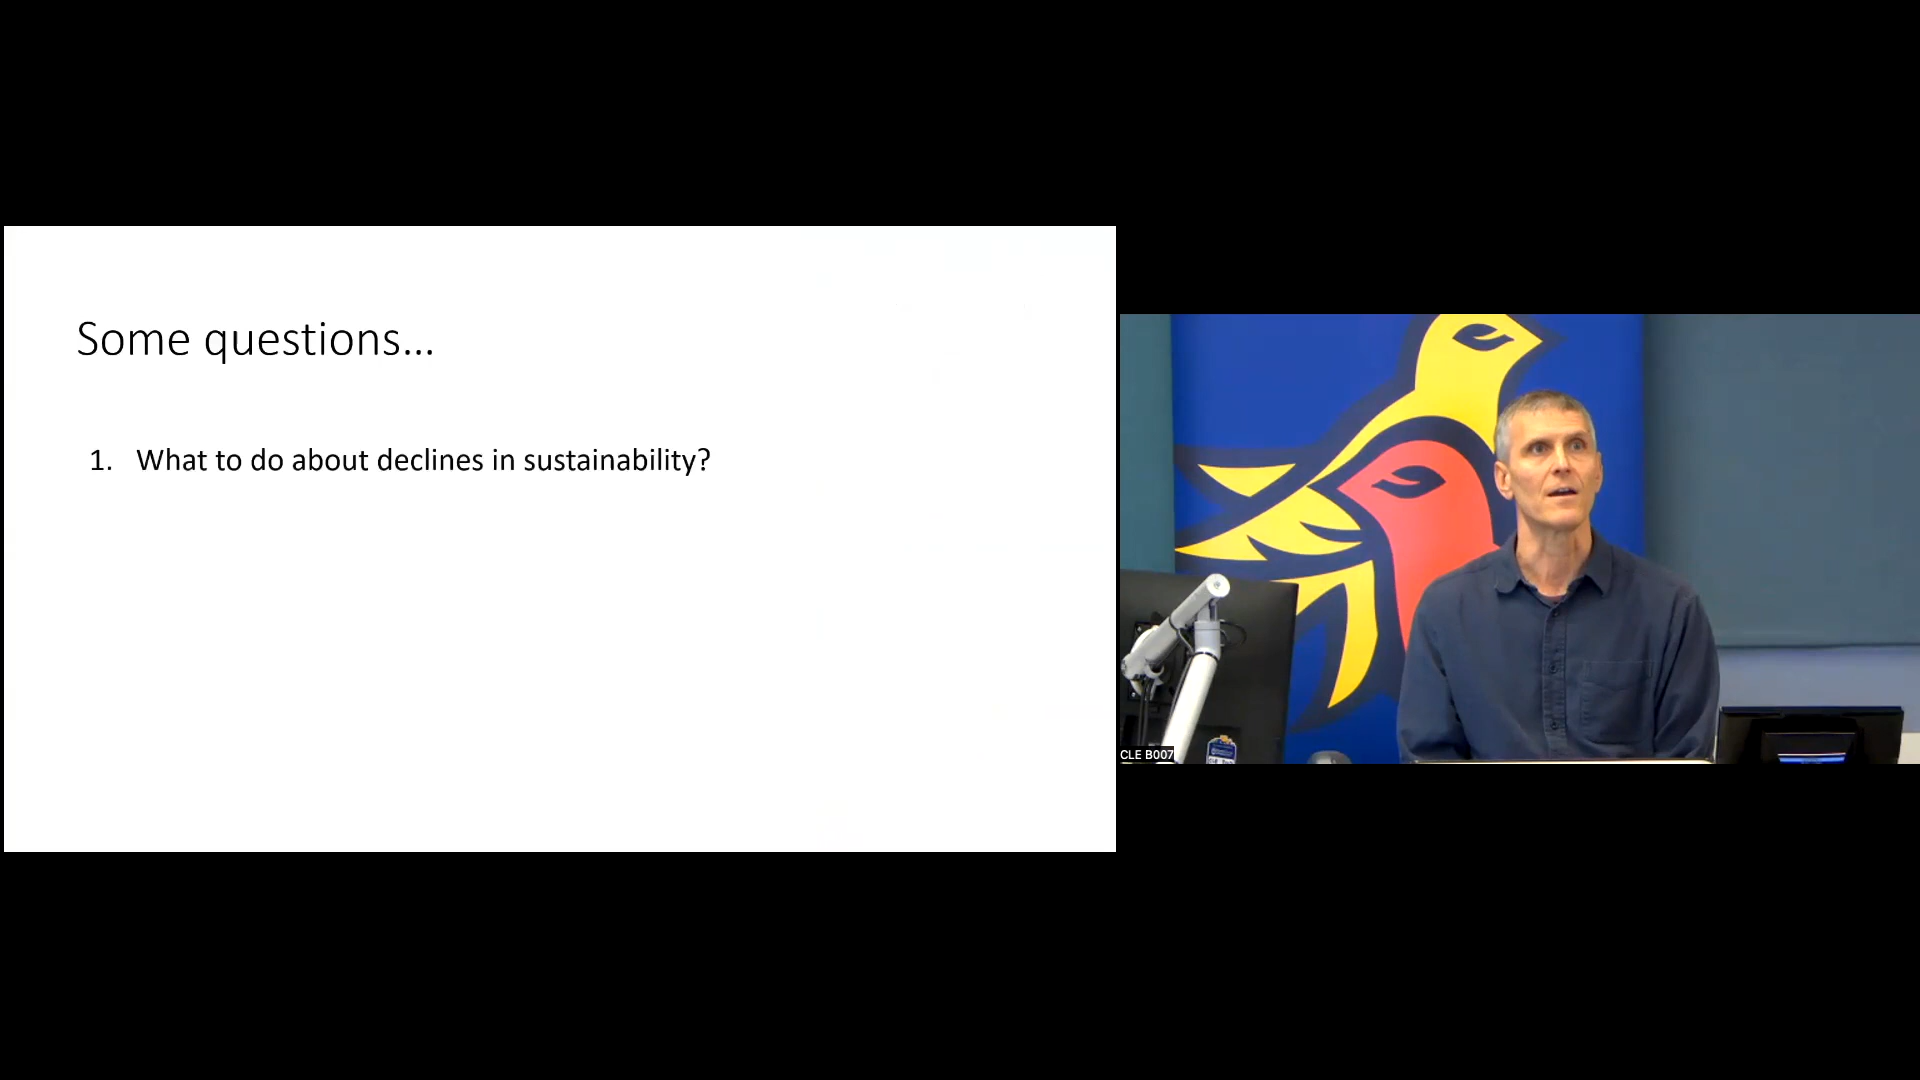 Some questions...
1. What to do about declines in sustainability?
CLE B007